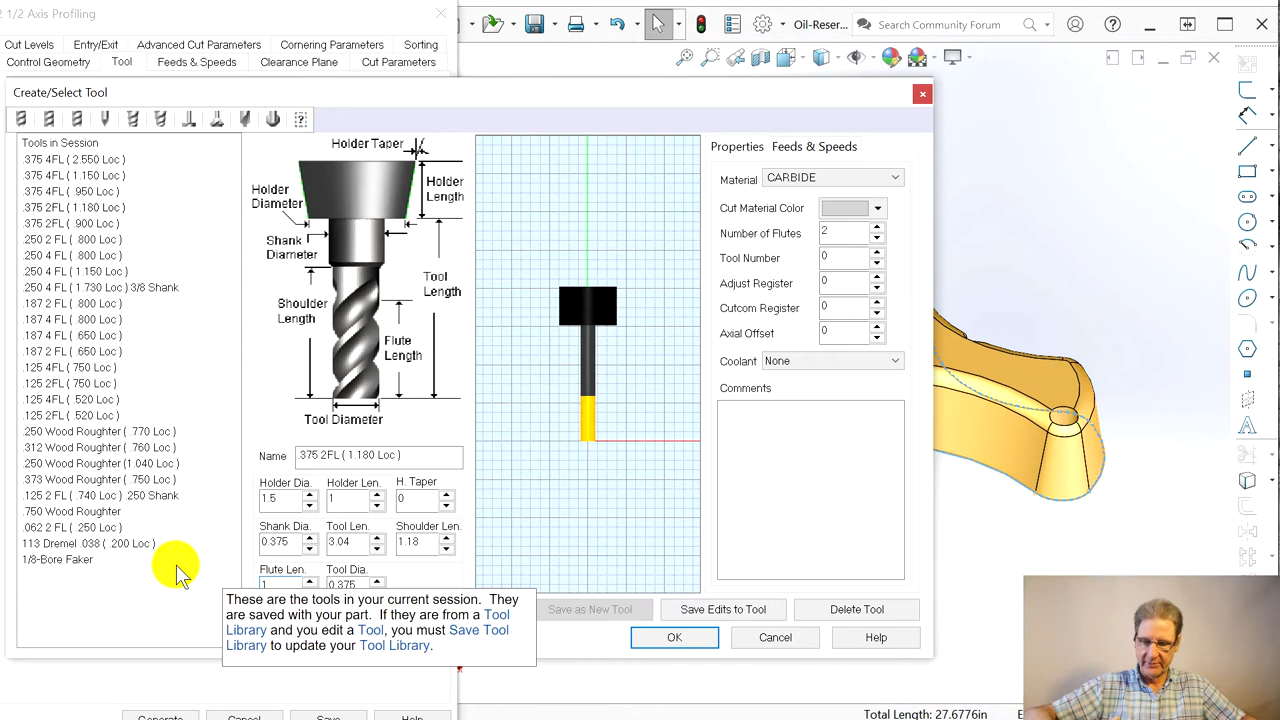 2 1/2 Axis Profiling
Oil-Reser...
Search Community Forum
Cut Levels
Entry/Exit
Advanced Cut Parameters
Cornering Parameters
Sorting
Control Geometry
Tool
Feeds & Speeds
Clearance Plane
Cut Parameters
Create/Select Tool
Tools in Session
.375 4FL ( 2.550 Loc )
.375 4FL ( 1.150 Loc )
.375 4FL ( .950 Loc )
.375 2FL ( 1.180 Loc )
.375 2FL ( .900 Loc )
.250 2 FL ( .800 Loc )
.250 4 FL ( .800 Loc )
.250 4 FL ( 1.150 Loc )
.250 4 FL ( 1.730 Loc ) 3/8 Shank
.187 2 FL ( .800 Loc )
.187 4 FL ( .800 Loc )
.187 4 FL ( .650 Loc )
.187 2 FL ( .650 Loc )
.125 4FL ( 750 Loc )
.125 2FL ( 750 Loc )
.125 4FL ( .520 Loc )
.125 2FL ( .520 Loc )
.250 Wood Roughter ( .770 Loc )
.312 Wood Roughter ( .760 Loc )
.250 Wood Roughter (1.040 Loc )
.373 Wood Roughter ( .750 Loc )
.125 2 FL ( .740 Loc ) .250 Shank
.750 Wood Roughter
.062 2 FL ( .250 Loc )
113 Dremel .038 ( .200 Loc )
1/8-Bore Faker
Holder Taper
Holder Length
Holder Diameter
Shank Diameter
Tool Length
Shoulder Length
Flute Length
Tool Diameter
Name
.375 2FL ( 1.180 Loc )
Holder Dia.
Holder Len.
H. Taper
1.5
1
0
Shank Dia.
Tool Len.
Shoulder Len.
0.375
3.04
1.18
Flute Len.
Tool Dia.
1
0.375
These are the tools in your current session. They
are saved with your part. If they are from a Tool
Library and you edit a Tool, you must Save Tool
Library to update your Tool Library.
Properties
Feeds & Speeds
Material
CARBIDE
Cut Material Color
Number of Flutes
2
Tool Number
0
Adjust Register
0
Cutcom Register
0
Axial Offset
0
Coolant
None
Comments
Save as New Tool
Save Edits to Tool
Delete Tool
OK
Cancel
Help
Generate
Cancel
Save
Help
Total Length: 27.6776in